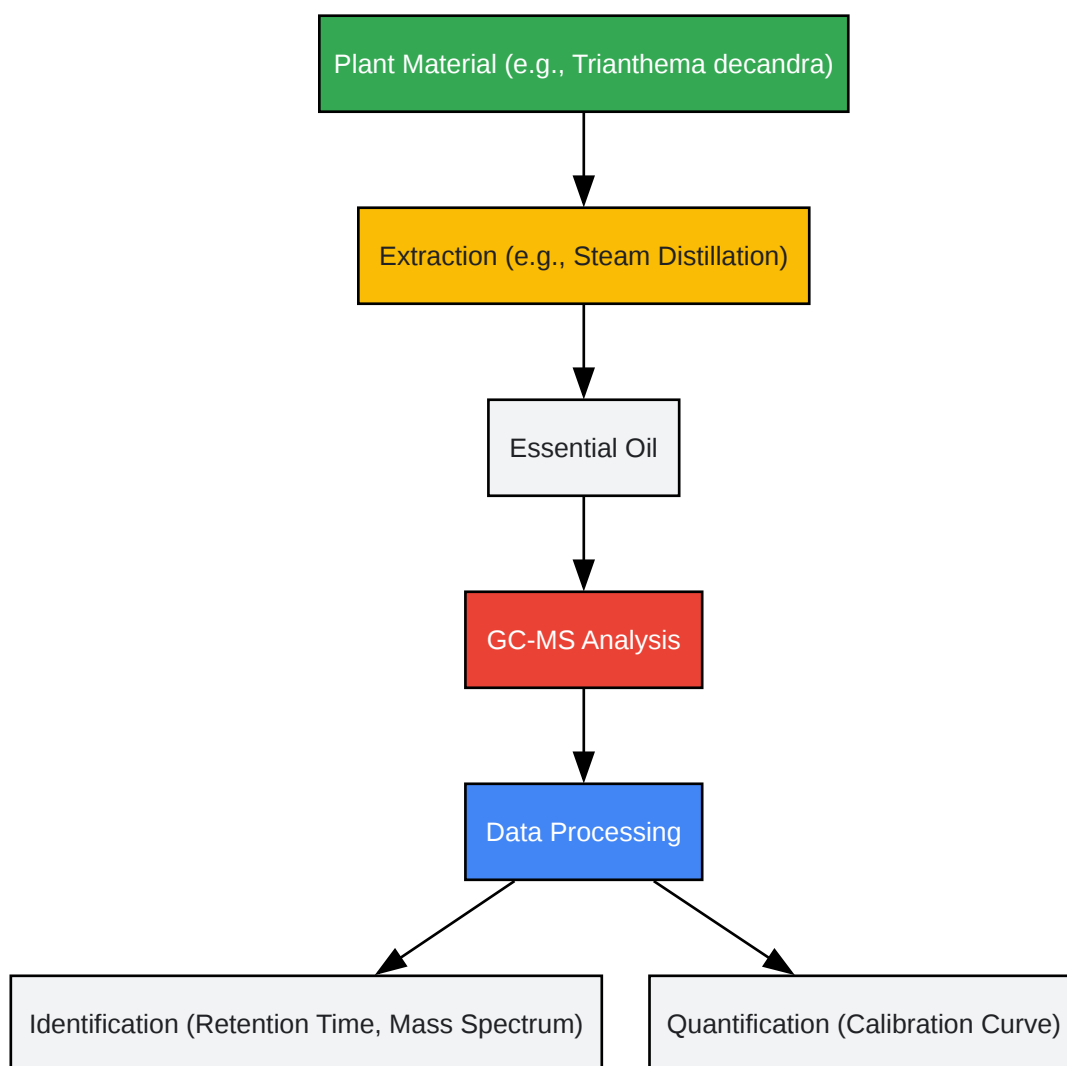 Plant Material (e.g., Trianthema decandra)
Extraction (e.g., Steam Distillation)
Essential Oil
GC-MS Analysis
Data Processing
Identification (Retention Time, Mass Spectrum)
Quantification (Calibration Curve)